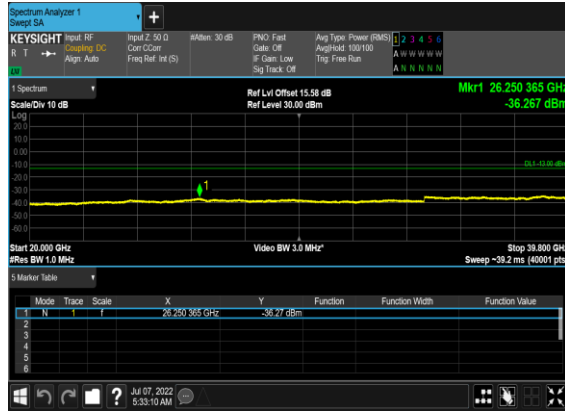 Spectrum Analyzer 1
Swept SA
+
KEYSIGHT Input: RF Input Z: 50 Ω #Atten: 30 dB PNO: Fast Avg Type: Power (RMS) 1 2 3 4 5 6
R T Coupling: DC Corr CCorr Gate: Off Avg|Hold: 100/100 A W W W W W
Align: Auto Freq Ref: Int (S) IF Gain: Low Trig: Free Run
Sig Track: Off A N N N N N
1 Spectrum
Ref Lvl Offset 15.58 dB Mkr1 26.250 365 GHz
Scale/Div 10 dB Ref Level 30.00 dBm -36.267 dBm
Log
20.0
10.0
0.00
-10.0
DL1 -13.00 dBm
-20.0
1
-30.0
-40.0
-50.0
-60.0
Start 20.000 GHz Video BW 3.0 MHz* Stop 39.800 GHz
#Res BW 1.0 MHz Sweep ~39.2 ms (40001 pts)
5 Marker Table
Mode Trace Scale X Y Function Function Width Function Value
1 N 1 f 26.250 365 GHz -36.27 dBm
2
3
4
5
6
? Jul 07, 2022
5:33:10 AM